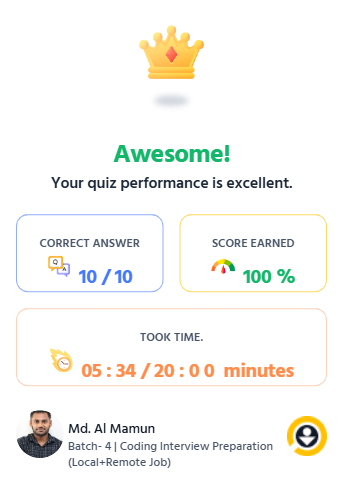 Awesome!
Your quiz performance is excellent.
CORRECT ANSWER
Q
A
10 / 10
SCORE EARNED
100 %
TOOK TIME.
05 : 34 / 20 : 0 0 minutes
Md. Al Mamun
Batch- 4 | Coding Interview Preparation
(Local+Remote Job)